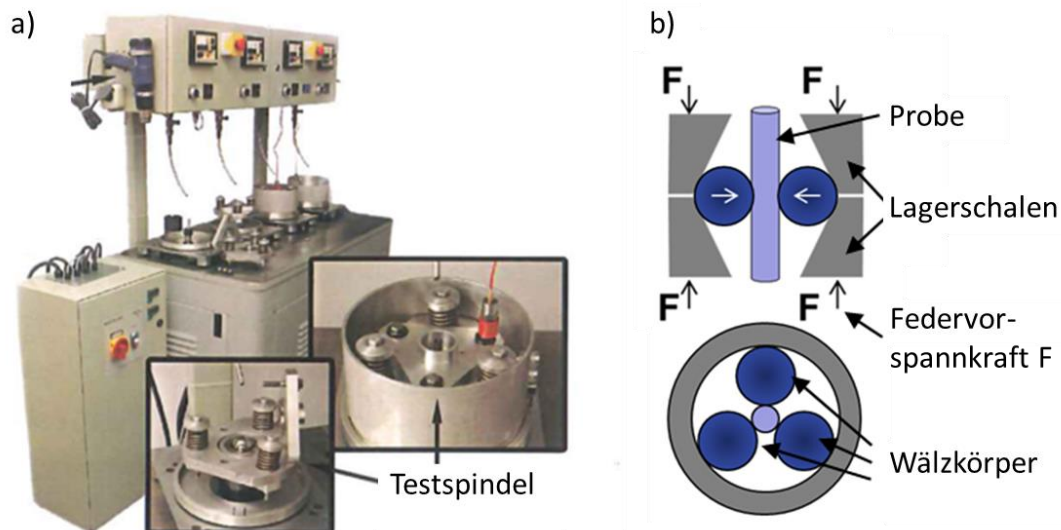 a)
Testspindel
b)
F F
Probe
Lagerschalen
F F
Federvor-
spannkraft F
Wälzkörper